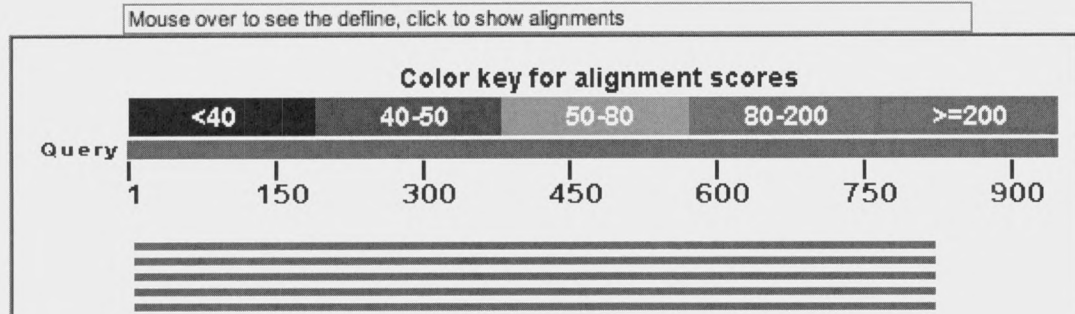 Mouse over to see the defline, click to show alignments
Color key for alignment scores
<40 40-50 50-80 80-200 >=200
Query
1 150 300 450 600 750 900